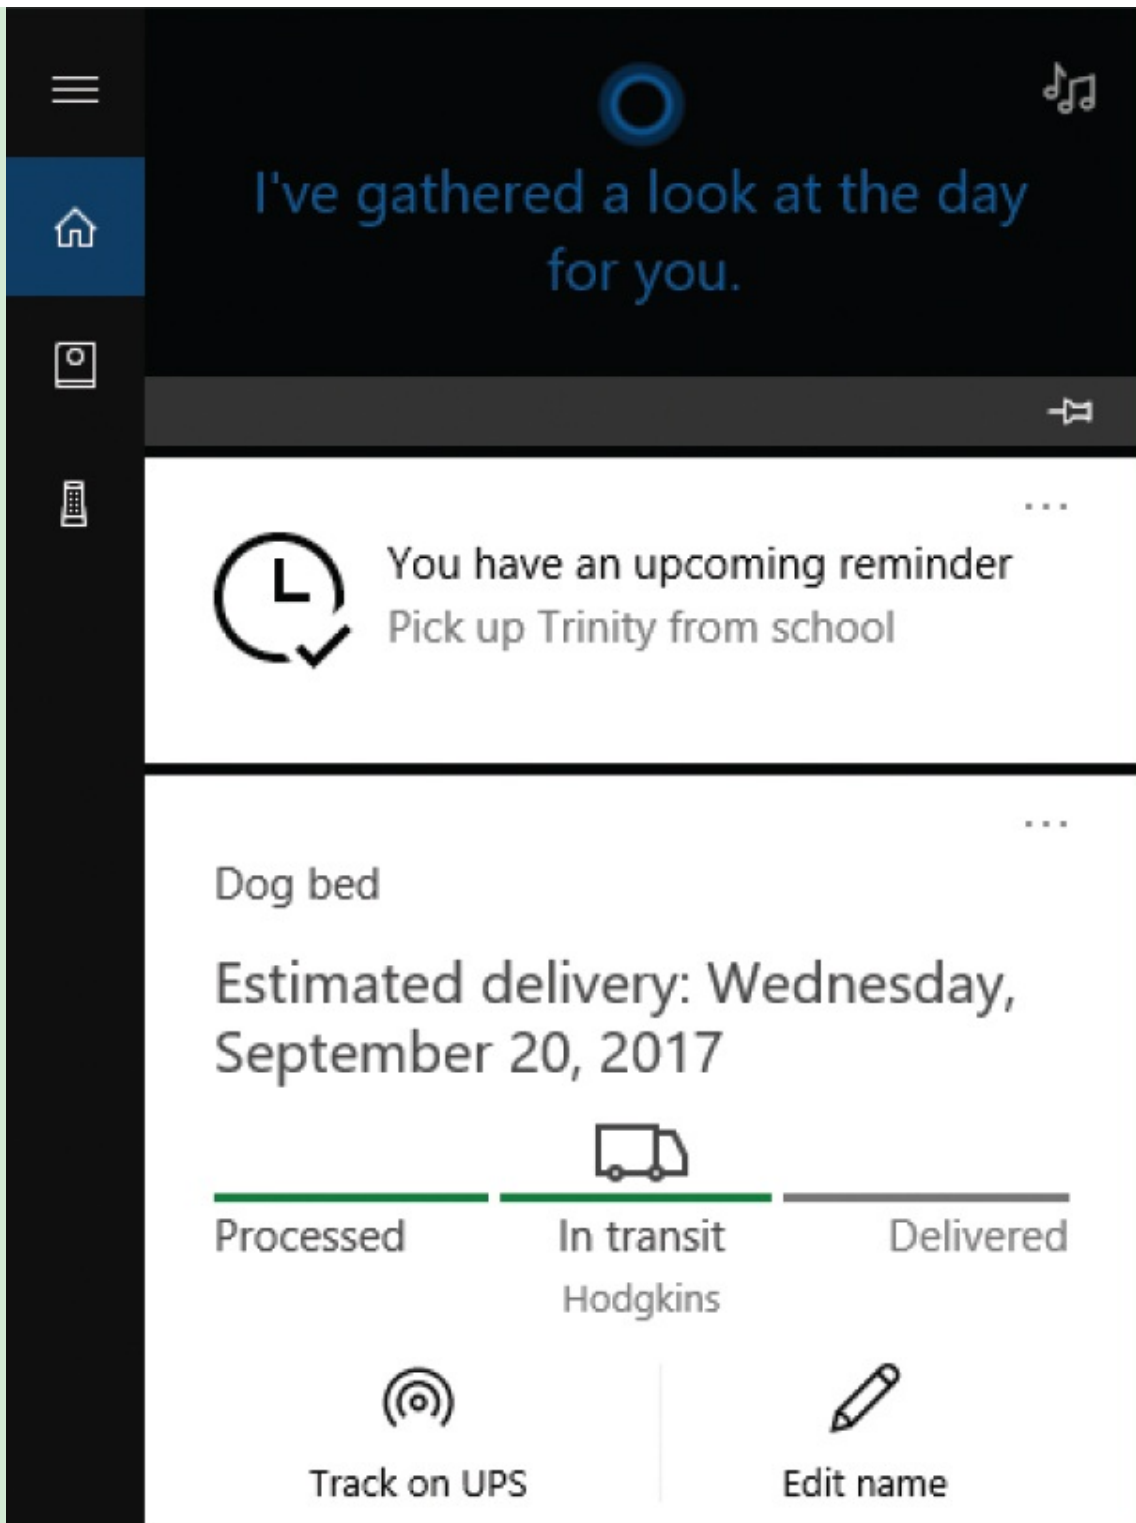 I've gathered a look at the day
for you.
You have an upcoming reminder
Pick up Trinity from school
Dog bed
Estimated delivery: Wednesday,
September 20, 2017
Processed In transit Delivered
Hodgkins
Track on UPS Edit name